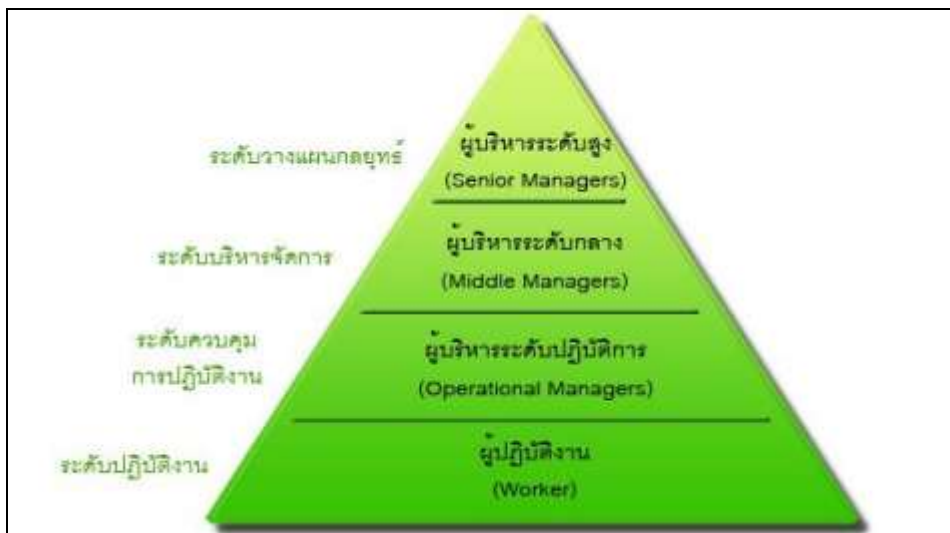 ระดับวางแผนกลยุทธ์
ผู้บริหารระดับสูง
(Senior Managers)
ระดับบริหารจัดการ
ผู้บริหารระดับกลาง
(Middle Managers)
ระดับควบคุม
การปฏิบัติงาน
ผู้บริหารระดับปฏิบัติการ
(Operational Managers)
ระดับปฏิบัติงาน
ผู้ปฏิบัติงาน
(Worker)